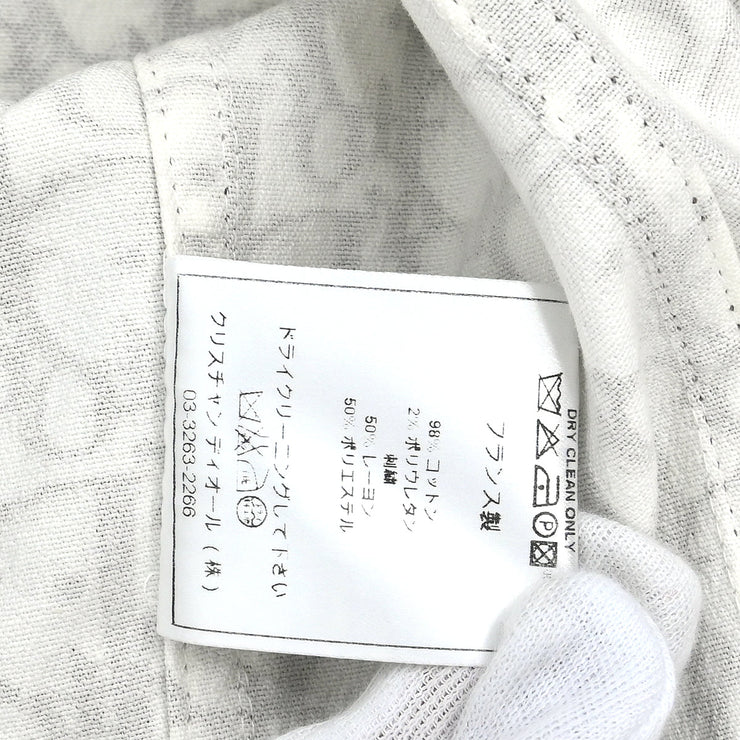 DRY CLEAN ONLY
P
フランス製
98% コットン
2% ポリウレタン
刺繍
50% レーヨン
50% ポリエステル
ドライクリーニングして下さい
クリスチャン ディオール (株)
03-3263-2266